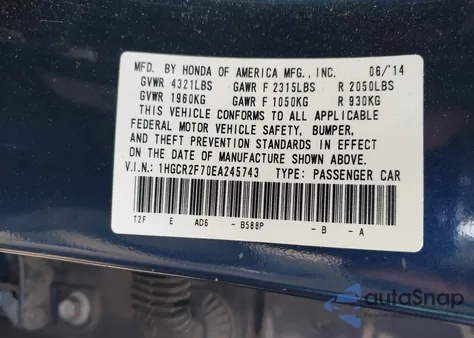 MFD. BY HONDA OF AMERICA MFG., INC. 06/14
GVWR 4321LBS GAWR F 2315LBS R 2050LBS
GVWR 1960KG GAWR F 1050KG R 930KG
THIS VEHICLE CONFORMS TO ALL APPLICABLE
FEDERAL MOTOR VEHICLE SAFETY, BUMPER,
AND THEFT PREVENTION STANDARDS IN EFFECT
ON THE DATE OF MANUFACTURE SHOWN ABOVE.
V.I.N.: 1HGCR2F70EA245743 TYPE: PASSENGER CAR
T2F E AD6 - B588P - B - A
autoSnap